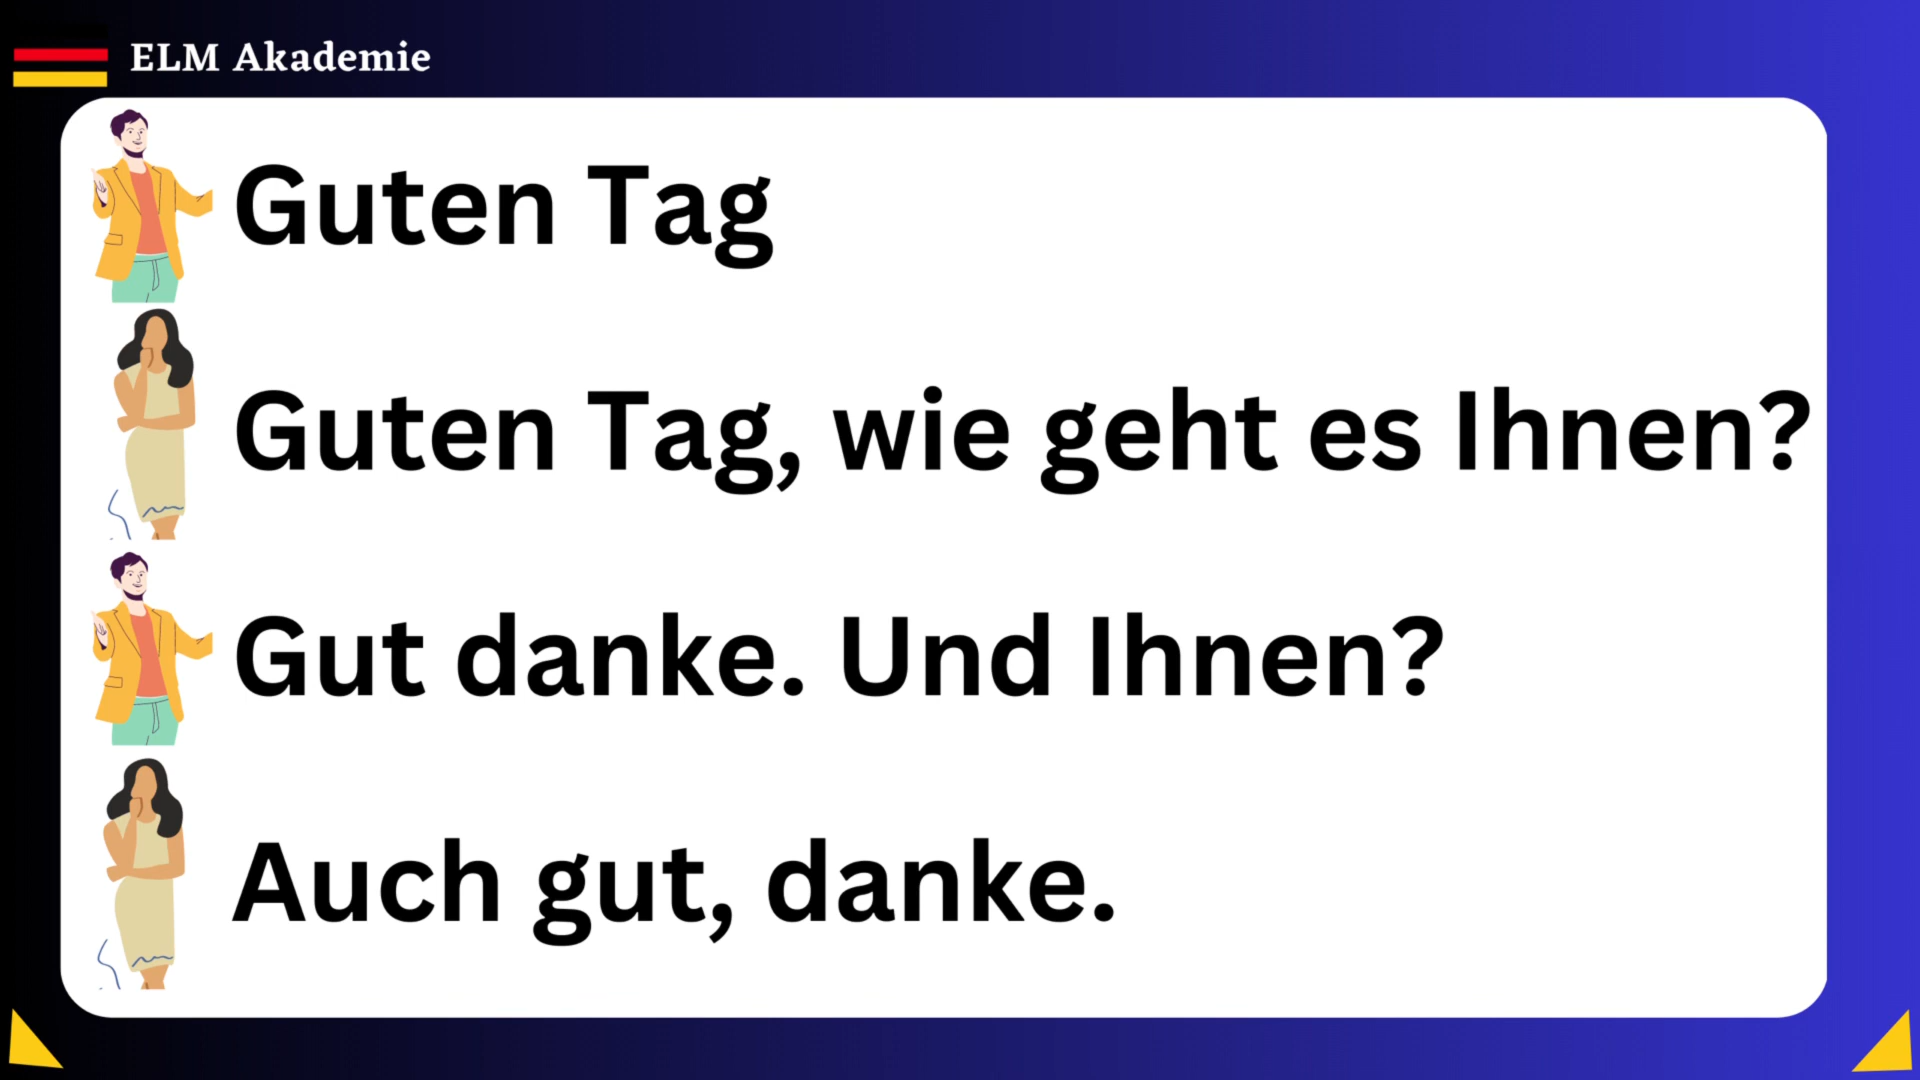 ELM Akademie
Guten Tag
Guten Tag, wie geht es Ihnen?
Gut danke. Und Ihnen?
Auch gut, danke.